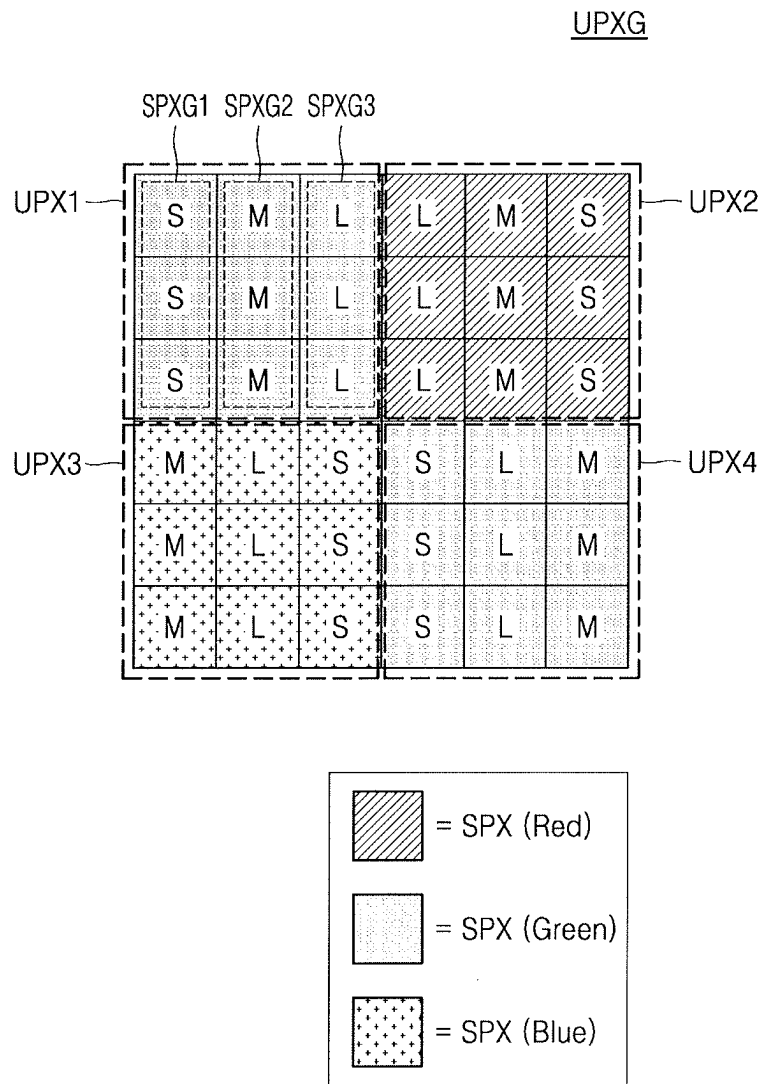 UPXG
SPXG1 SPXG2 SPXG3
UPX1 UPX2
S M L L M S
S M L L M S
S M L L M S
UPX3 UPX4
M L S S L M
M L S S L M
M L S S L M
= SPX (Red)
= SPX (Green)
= SPX (Blue)